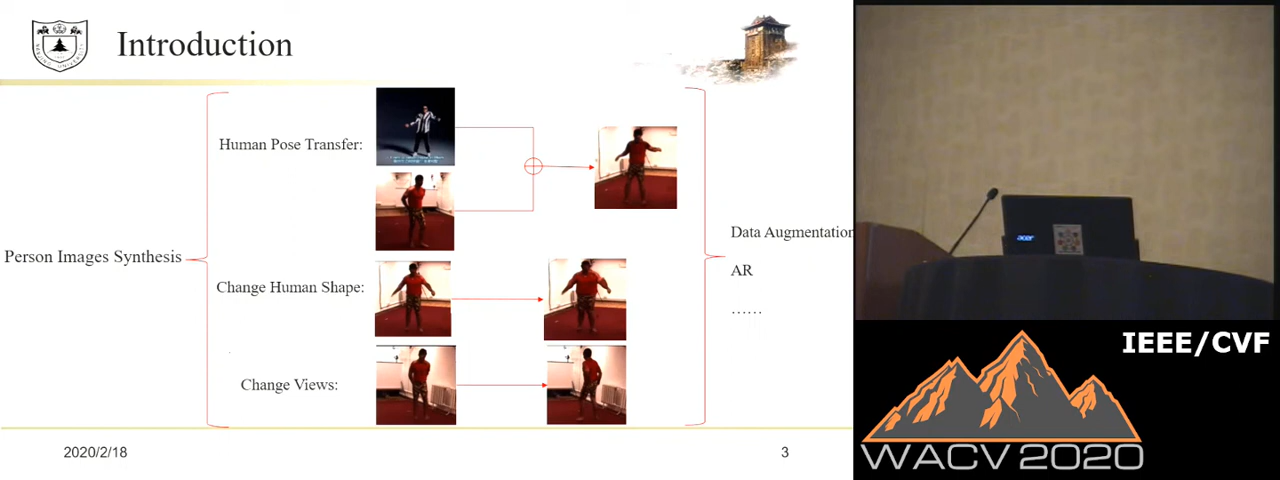 Introduction
Human Pose Transfer:
Person Images Synthesis
Change Human Shape:
Change Views:
Data Augmentation
AR
......
2020/2/18
3
acer
IEEE/CVF
WACV 2020